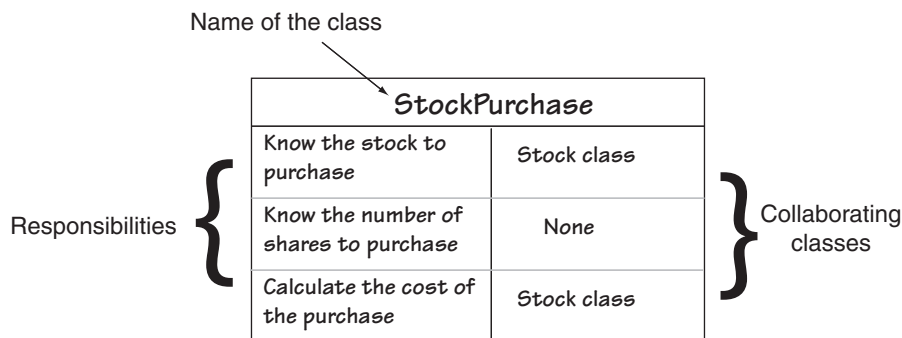 Name of the class
StockPurchase
Know the stock to
purchase
Stock class
Know the number of
shares to purchase
None
Calculate the cost of
the purchase
Stock class
Responsibilities
Collaborating
classes